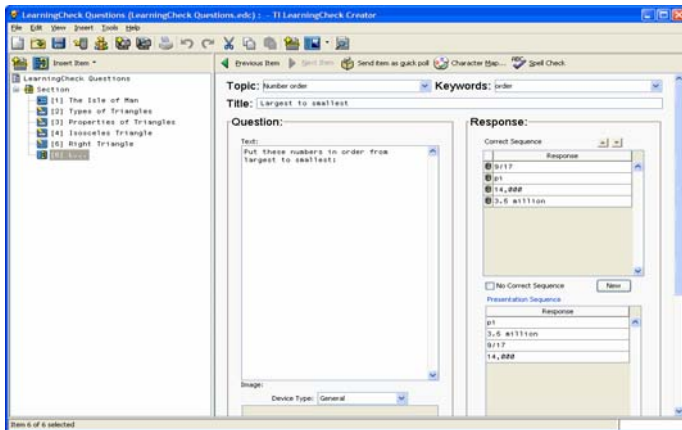 LearningCheck Questions (LearningCheck Questions.edc) : - TI LearningCheck Creator
File Edit View Insert Tools Help
Insert Item
Previous Item Next Item Send item as quick poll Character Map... Spell Check
LearningCheck Questions
Section
[1] The Isle of Man
[2] Types of Triangles
[3] Properties of Triangles
[4] Isosceles Triangle
[5] Right Triangle
[6] L...
Topic: Number order Keywords: order
Title: Largest to smallest
Question:
Text:
Put these numbers in order from
largest to smallest:
Image:
Device Type: General
Response:
Correct Sequence
Response
9/17
pi
14,000
3.5 million
No Correct Sequence New
Presentation Sequence
Response
pi
3.5 million
9/17
14,000
Item 6 of 6 selected